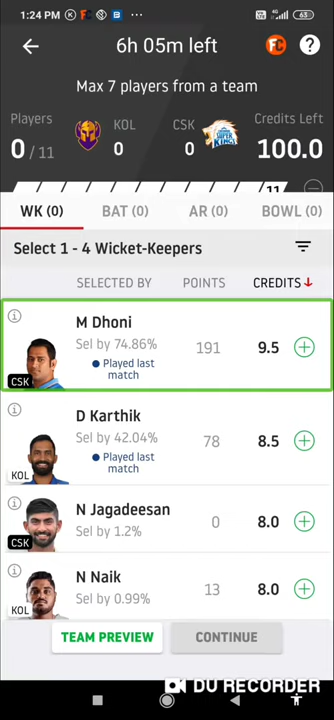 1:24 PM
6h 05m left
Max 7 players from a team
Players
KOL
CSK
Credits Left
0 / 11
0
0
100.0
11
WK (0)
BAT (0)
AR (0)
BOWL (0)
Select 1 - 4 Wicket-Keepers
SELECTED BY
POINTS
CREDITS
M Dhoni
Sel by 74.86%
191
9.5
Played last
match
CSK
D Karthik
Sel by 42.04%
78
8.5
Played last
match
KOL
N Jagadeesan
Sel by 1.2%
0
8.0
CSK
N Naik
Sel by 0.99%
13
8.0
KOL
TEAM PREVIEW
CONTINUE
DU RECORDER